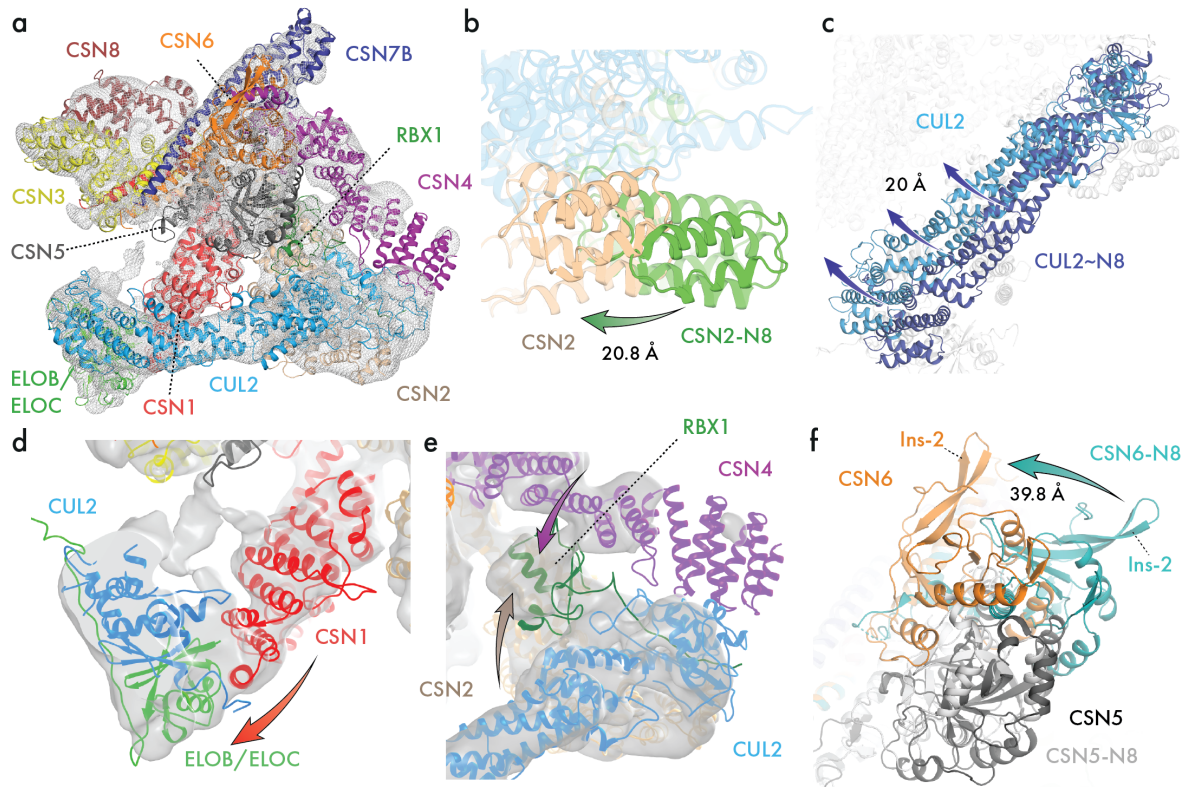 a
CSN6
CSN8
CSN7B
RBX1
CSN3
CSN4
CSN5
ELOB
ELOC
CSN1
CUL2
CSN2
b
CSN2
CSN2-N8
20.8 Å
c
CUL2
20 Å
CUL2~N8
d
CUL2
CSN1
ELOB/ELOC
e
RBX1
CSN4
CSN2
CUL2
f
Ins-2
CSN6
CSN6-N8
39.8 Å
Ins-2
CSN5
CSN5-N8